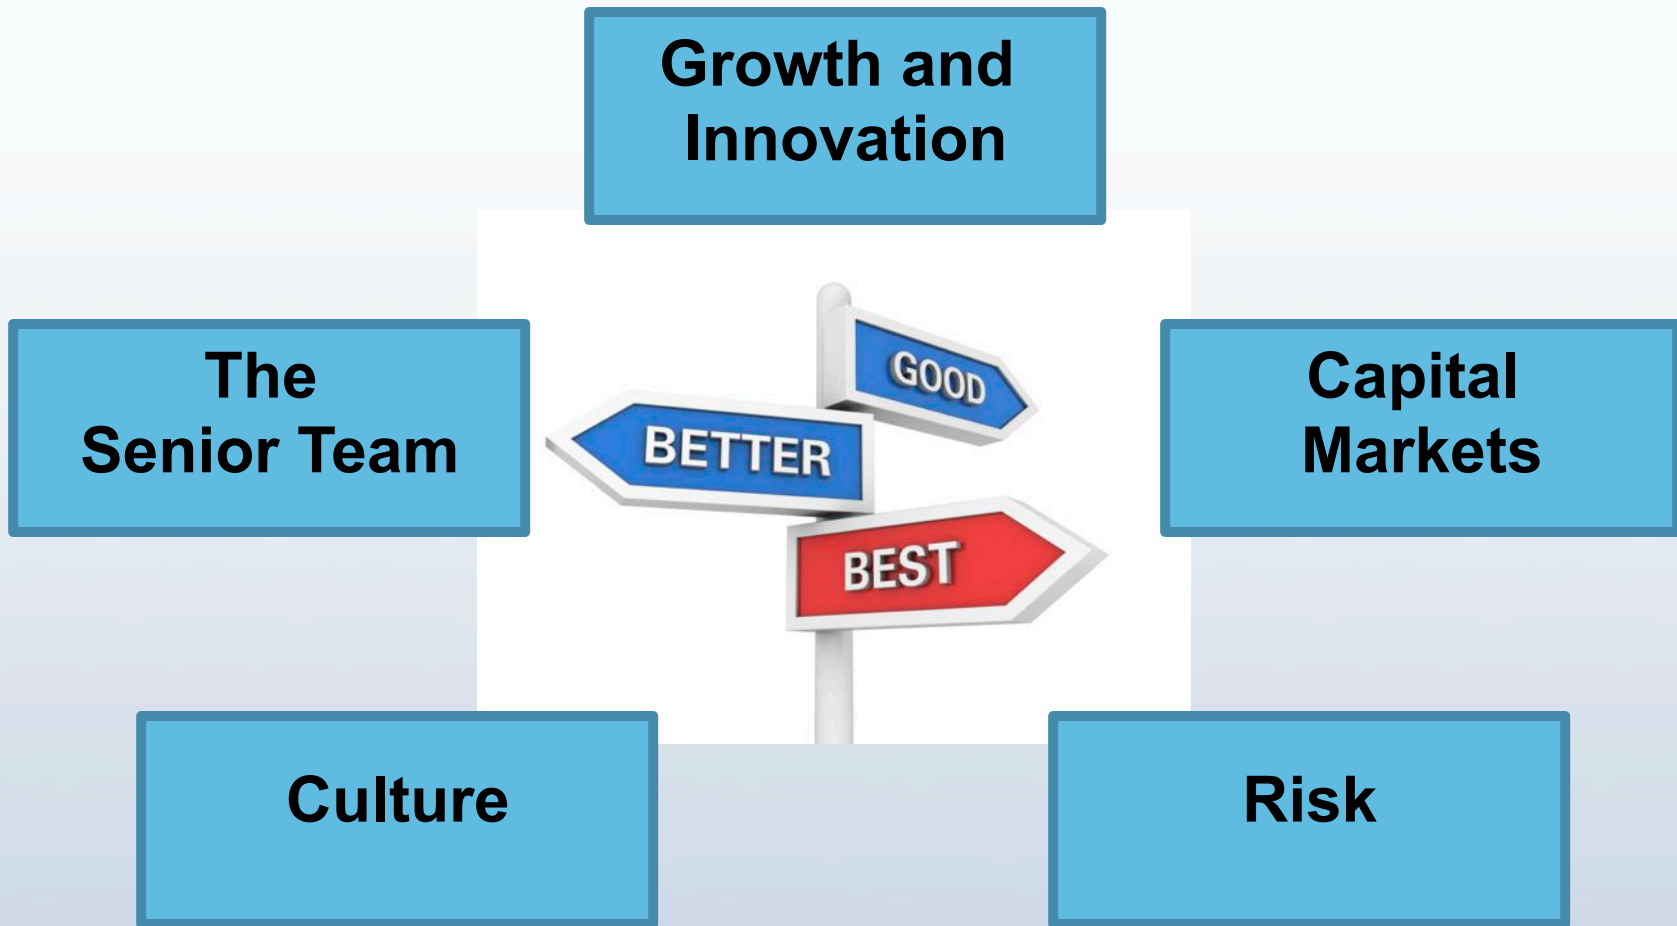 Growth and
Innovation
The
Senior Team
GOOD
BETTER
BEST
Capital
Markets
Culture
Risk